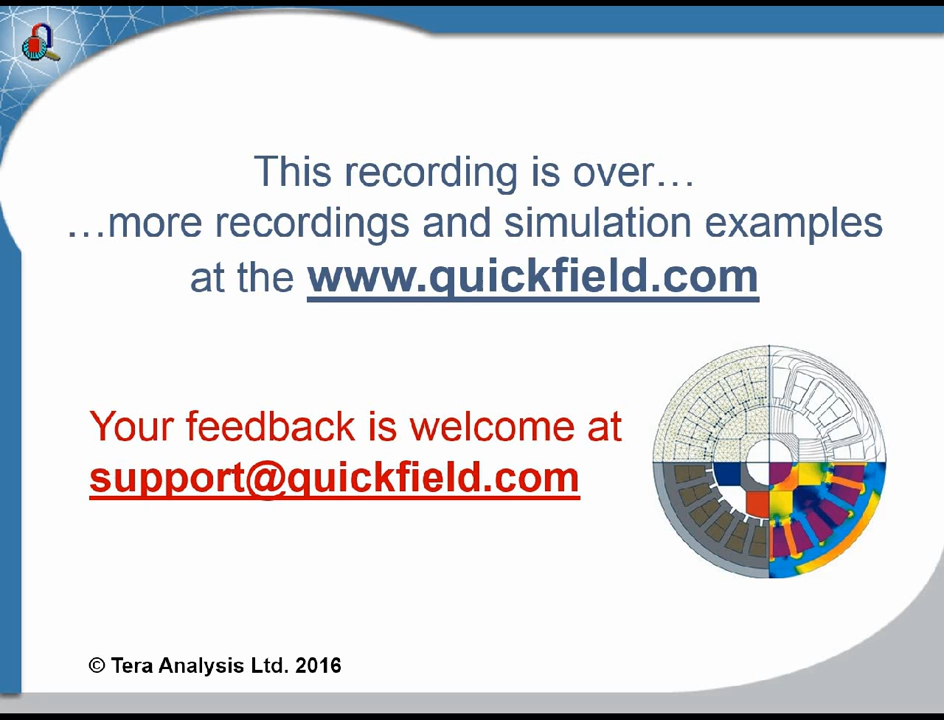 This recording is over…
…more recordings and simulation examples
at the www.quickfield.com
Your feedback is welcome at
support@quickfield.com
© Tera Analysis Ltd. 2016